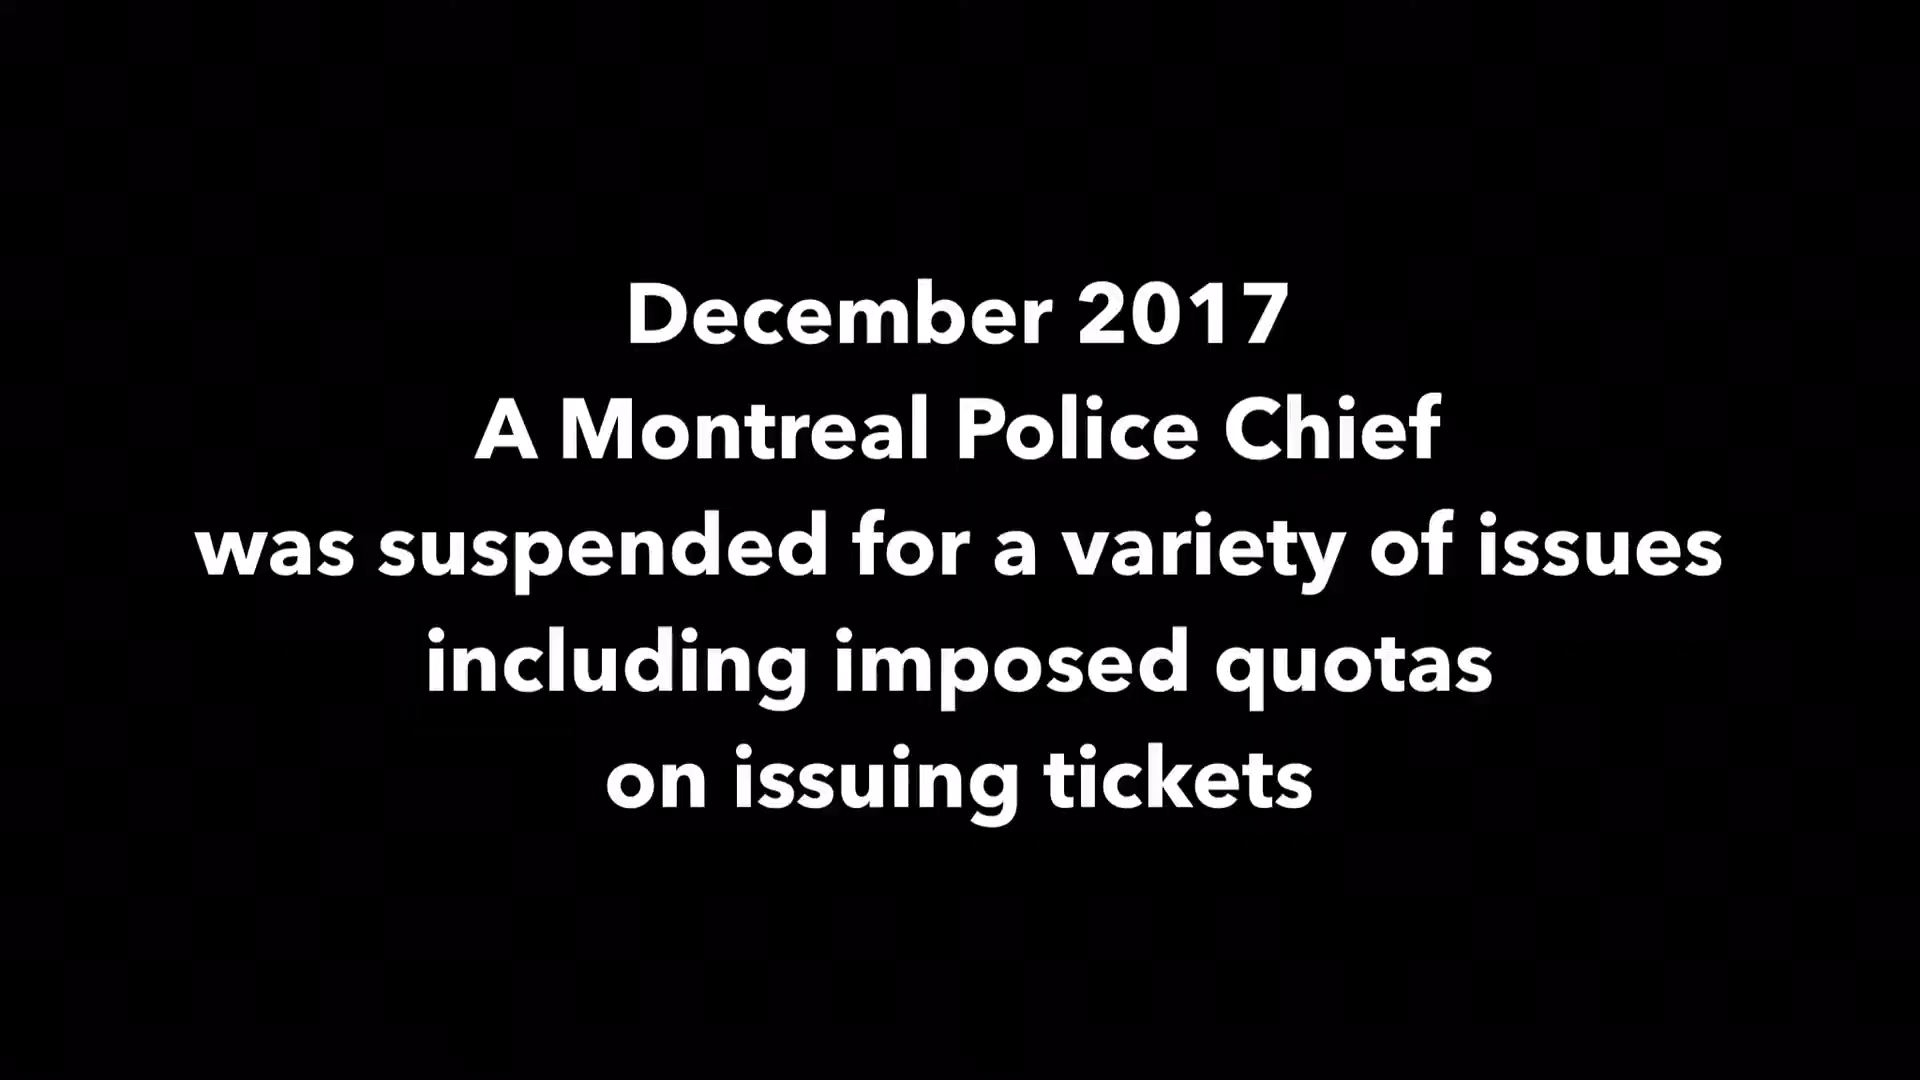 December 2017
A Montreal Police Chief
was suspended for a variety of issues
including imposed quotas
on issuing tickets